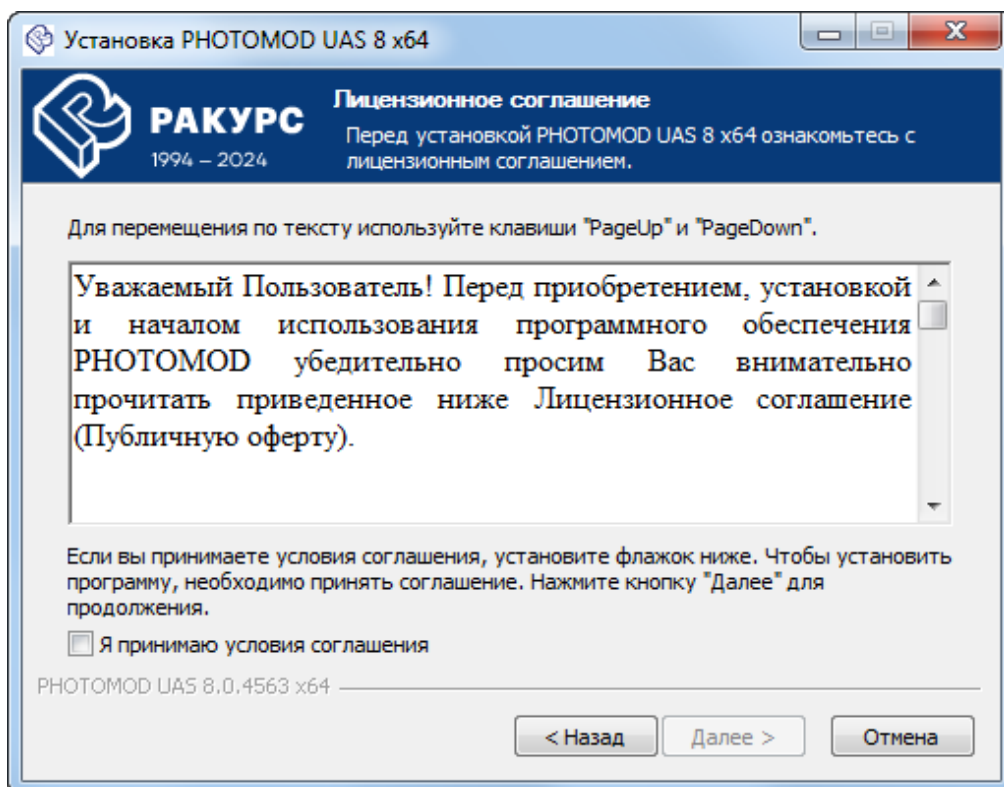 Установка PHOTOMOD UAS 8 x64
РАКУРС
1994 – 2024
Лицензионное соглашение
Перед установкой PHOTOMOD UAS 8 x64 ознакомьтесь с
лицензионным соглашением.
Для перемещения по тексту используйте клавиши "PageUp" и "PageDown".
Уважаемый Пользователь! Перед приобретением, установкой
и началом использования программного обеспечения
PHOTOMOD убедительно просим Вас внимательно
прочитать приведенное ниже Лицензионное соглашение
(Публичную оферту).
Если вы принимаете условия соглашения, установите флажок ниже. Чтобы установить
программу, необходимо принять соглашение. Нажмите кнопку "Далее" для
продолжения.
Я принимаю условия соглашения
PHOTOMOD UAS 8.0.4563 x64
< Назад
Далее >
Отмена